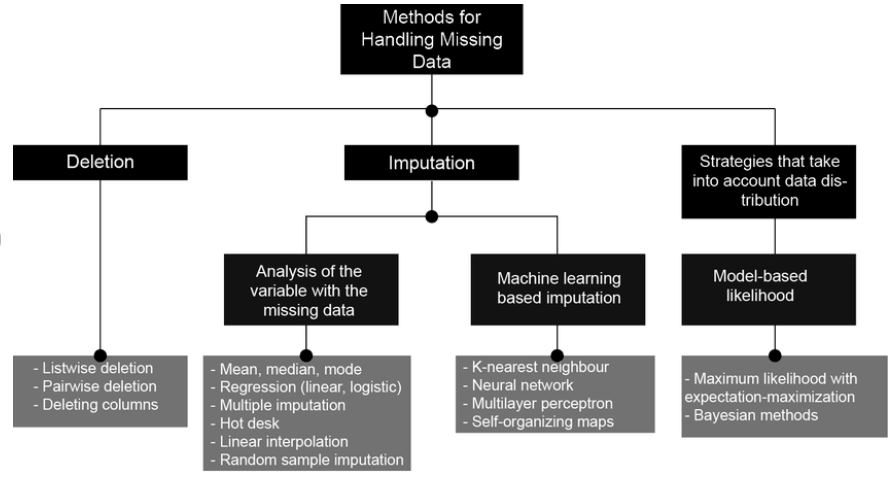 Methods for
Handling Missing
Data
Deletion
Imputation
Strategies that take
into account data dis-
tribution
Analysis of the
variable with the
missing data
Machine learning
based imputation
Model-based
likelihood
- Listwise deletion
- Pairwise deletion
- Deleting columns
- Mean, median, mode
- Regression (linear, logistic)
- Multiple imputation
- Hot desk
- Linear interpolation
- Random sample imputation
- K-nearest neighbour
- Neural network
- Multilayer perceptron
- Self-organizing maps
- Maximum likelihood with
expectation-maximization
- Bayesian methods